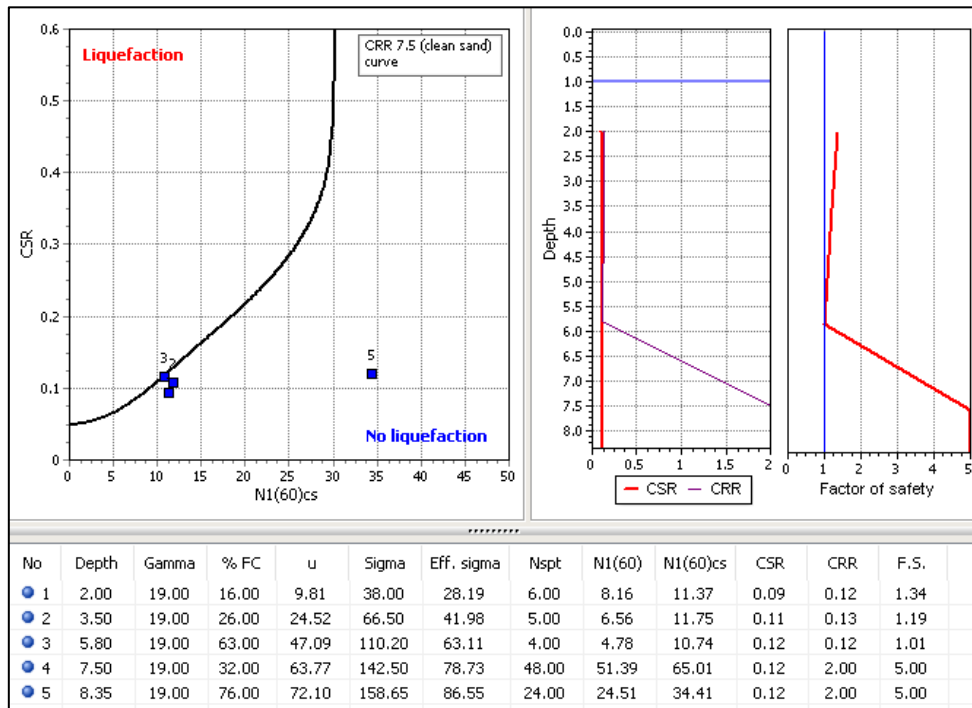 Liquefaction
CRR 7.5 (clean sand)
curve
0.6
0.5
0.4
0.3
0.2
0.1
0
CSR
3
2
5
No liquefaction
0 5 10 15 20 25 30 35 40 45 50
N1(60)cs
0.0
0.5
1.0
1.5
2.0
2.5
3.0
3.5
4.0
4.5
5.0
5.5
6.0
6.5
7.0
7.5
8.0
Depth
0 0.5 1 1.5 2
CSR CRR
0 1 2 3 4 5
Factor of safety
No Depth Gamma % FC u Sigma Eff. sigma Nspt N1(60) N1(60)cs CSR CRR F.S.
1 2.00 19.00 16.00 9.81 38.00 28.19 6.00 8.16 11.37 0.09 0.12 1.34
2 3.50 19.00 26.00 24.52 66.50 41.98 5.00 6.56 11.75 0.11 0.13 1.19
3 5.80 19.00 63.00 47.09 110.20 63.11 4.00 4.78 10.74 0.12 0.12 1.01
4 7.50 19.00 32.00 63.77 142.50 78.73 48.00 51.39 65.01 0.12 2.00 5.00
5 8.35 19.00 76.00 72.10 158.65 86.55 24.00 24.51 34.41 0.12 2.00 5.00